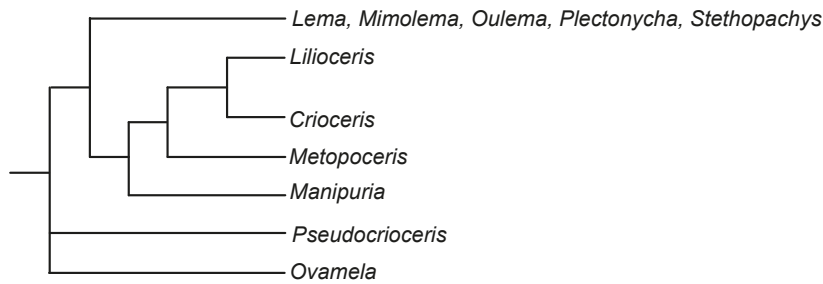 Lema, Mimolema, Oulema, Plectonycha, Stethopachys
Lilioceris
Crioceris
Metopoceris
Manipuria
Pseudocrioceris
Ovamela